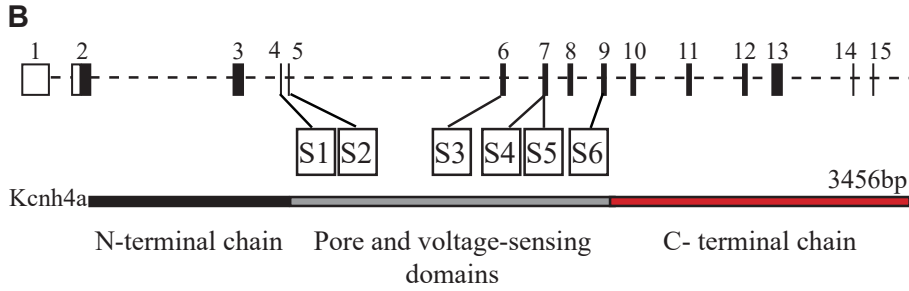 B
1 2 3 4 5 6 7 8 9 10 11 12 13 14 15
S1 S2 S3 S4 S5 S6
3456bp
Kcnh4a
N-terminal chain Pore and voltage-sensing C- terminal chain
domains